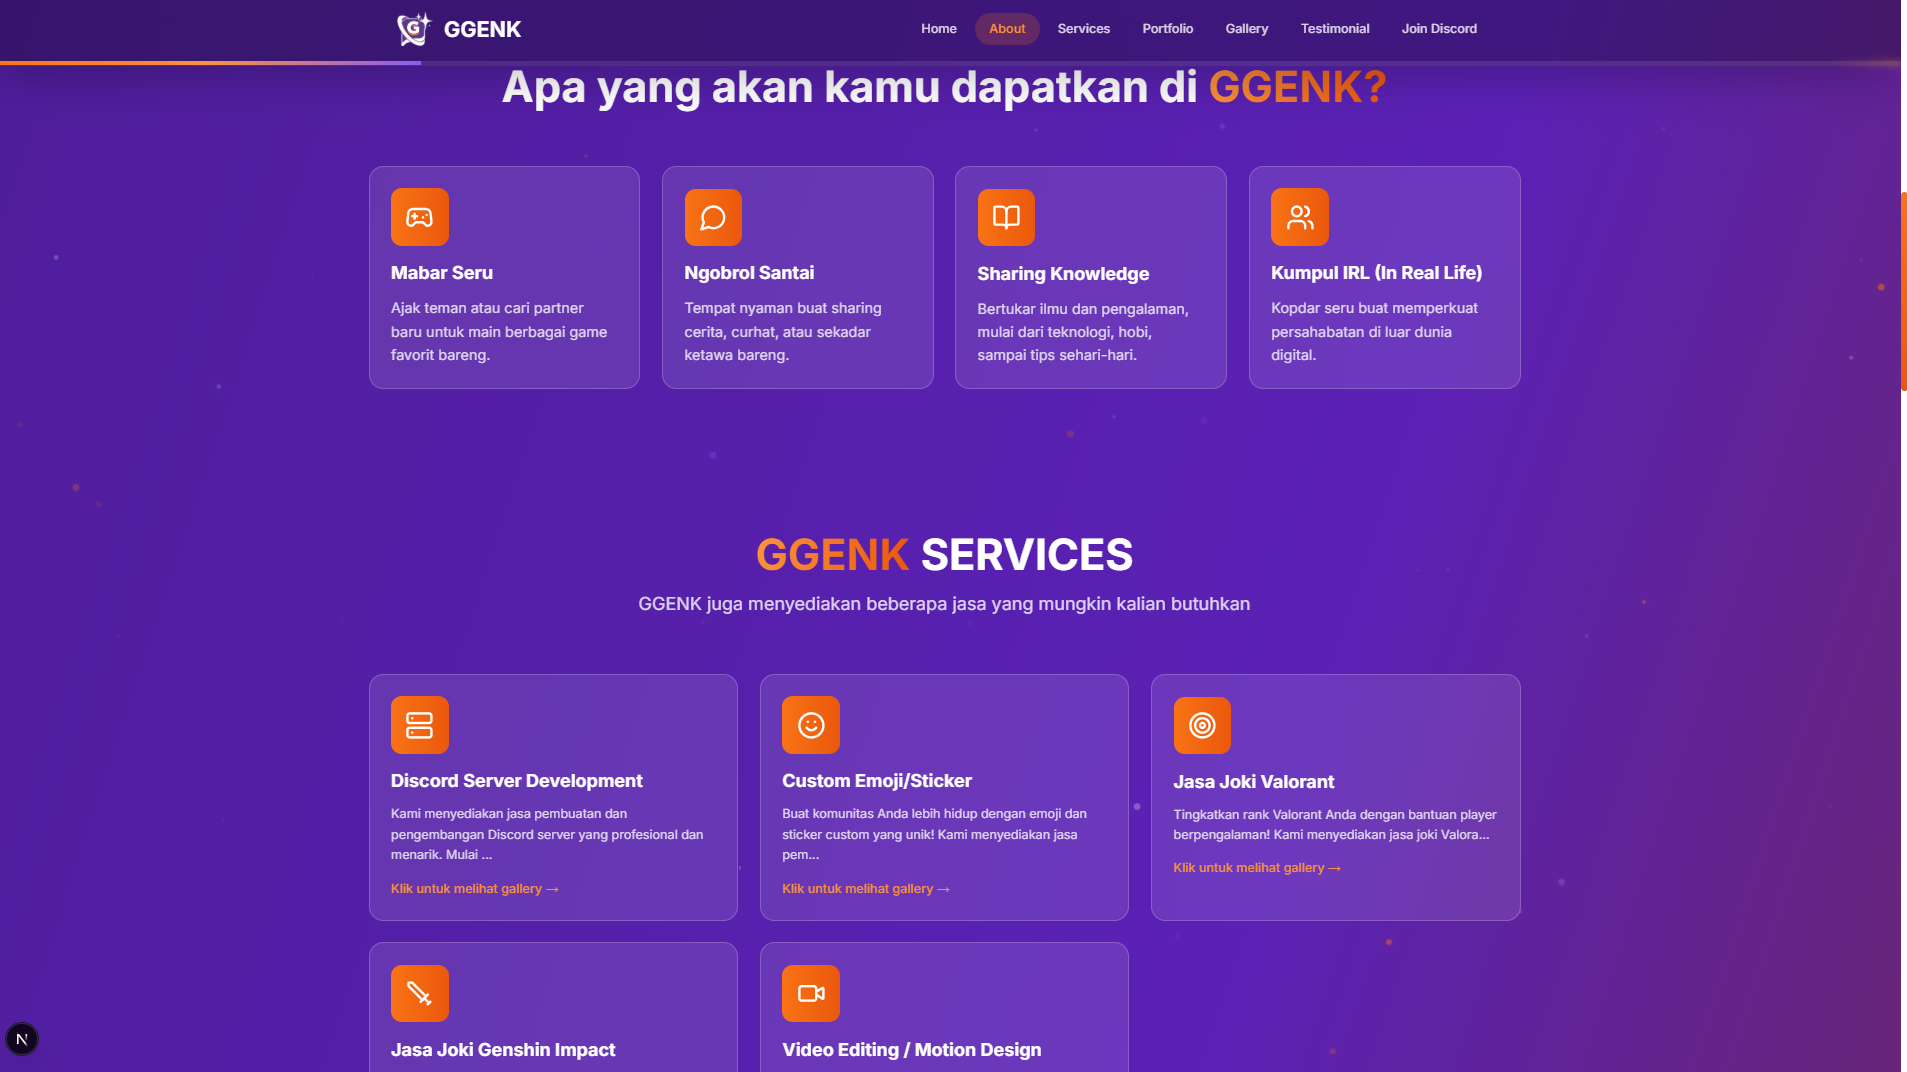 GGENK
Home About Services Portfolio Gallery Testimonial Join Discord
Apa yang akan kamu dapatkan di GGENK?
Mabar Seru
Ajak teman atau cari partner
baru untuk main berbagai game
favorit bareng.
Ngobrol Santai
Tempat nyaman buat sharing
cerita, curhat, atau sekadar
ketawa bareng.
Sharing Knowledge
Bertukar ilmu dan pengalaman,
mulai dari teknologi, hobi,
sampai tips sehari-hari.
Kumpul IRL (In Real Life)
Kopdar seru buat memperkuat
persahabatan di luar dunia
digital.
GGENK SERVICES
GGENK juga menyediakan beberapa jasa yang mungkin kalian butuhkan
Discord Server Development
Kami menyediakan jasa pembuatan dan
pengembangan Discord server yang profesional dan
menarik. Mulai ...
Klik untuk melihat gallery →
Custom Emoji/Sticker
Buat komunitas Anda lebih hidup dengan emoji dan
sticker custom yang unik! Kami menyediakan jasa
pem...
Klik untuk melihat gallery →
Jasa Joki Valorant
Tingkatkan rank Valorant Anda dengan bantuan player
berpengalaman! Kami menyediakan jasa joki Valora...
Klik untuk melihat gallery →
Jasa Joki Genshin Impact
Video Editing / Motion Design
N